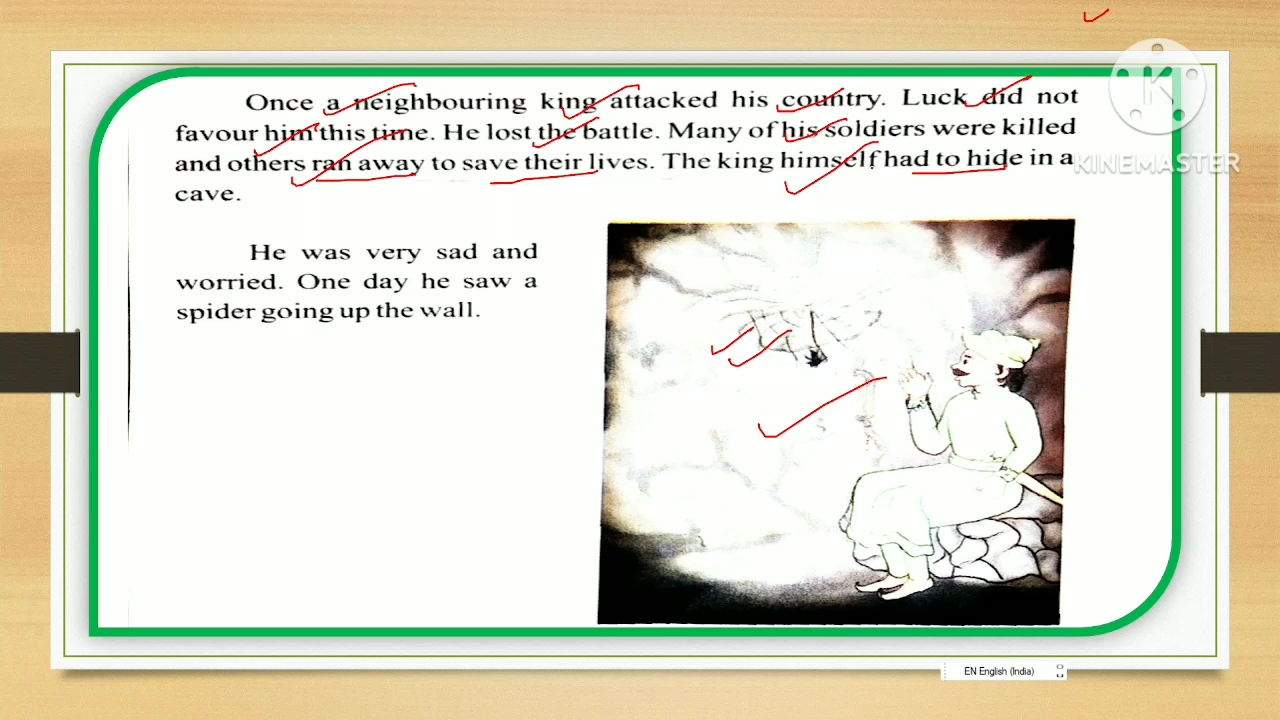 Once a neighbouring king attacked his country. Luck did not
favour him this time. He lost the battle. Many of his soldiers were killed
and others ran away to save their lives. The king himself had to hide in a
cave.
He was very sad and
worried. One day he saw a
spider going up the wall.
K
KINEMASTER
EN English (India)